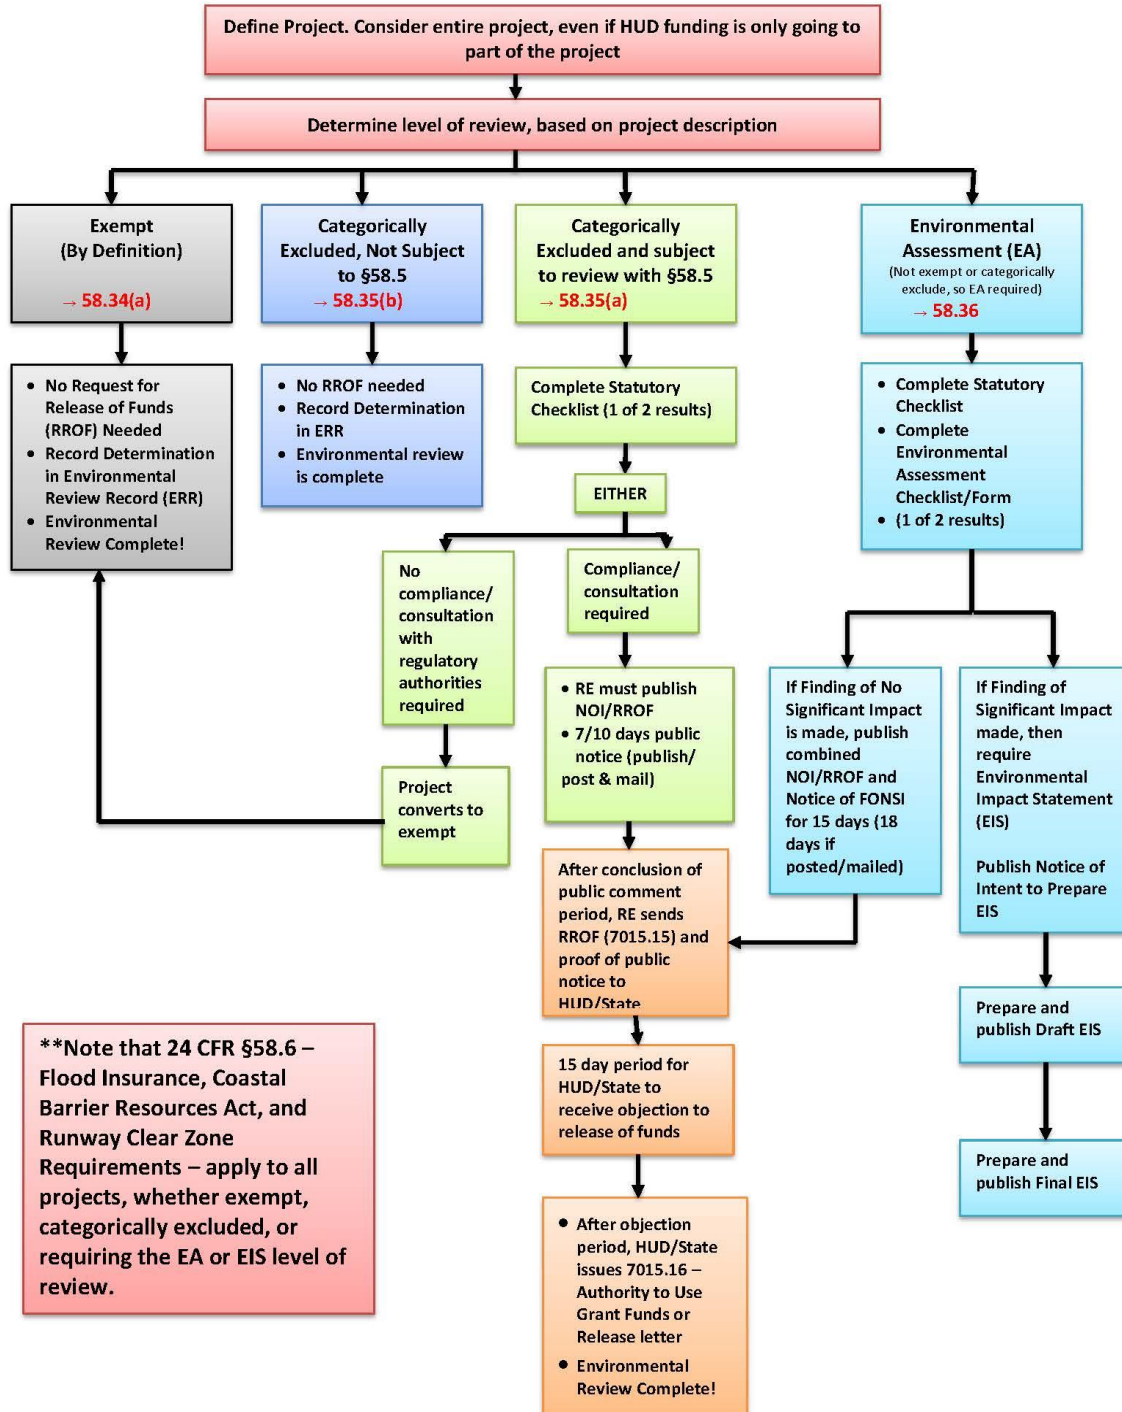 Define Project. Consider entire project, even if HUD funding is only going to
part of the project
Determine level of review, based on project description
Exempt
(By Definition)
→ 58.34(a)
Categorically
Excluded, Not Subject
to §58.5
→ 58.35(b)
Categorically
Excluded and subject
to review with §58.5
→ 58.35(a)
Environmental
Assessment (EA)
(Not exempt or categorically
exclude, so EA required)
→ 58.36
• No Request for
Release of Funds
(RROF) Needed
• Record Determination
in Environmental
Review Record (ERR)
• Environmental
Review Complete!
• No RROF needed
• Record Determination
in ERR
• Environmental review
is complete
Complete Statutory
Checklist (1 of 2 results)
• Complete Statutory
Checklist
• Complete
Environmental
Assessment
Checklist/Form
• (1 of 2 results)
EITHER
No
compliance/
consultation
with
regulatory
authorities
required
Compliance/
consultation
required
Project
converts to
exempt
• RE must publish
NOI/RROF
• 7/10 days public
notice (publish/
post & mail)
If Finding of No
Significant Impact
is made, publish
combined
NOI/RROF and
Notice of FONSI
for 15 days (18
days if
posted/mailed)
If Finding of
Significant Impact
made, then
require
Environmental
Impact Statement
(EIS)
Publish Notice of
Intent to Prepare
EIS
After conclusion of
public comment
period, RE sends
RROF (7015.15) and
proof of public
notice to
HUD/State
Prepare and
publish Draft EIS
15 day period for
HUD/State to
receive objection to
release of funds
Prepare and
publish Final EIS
• After objection
period, HUD/State
issues 7015.16 –
Authority to Use
Grant Funds or
Release letter
• Environmental
Review Complete!
**Note that 24 CFR §58.6 –
Flood Insurance, Coastal
Barrier Resources Act, and
Runway Clear Zone
Requirements – apply to all
projects, whether exempt,
categorically excluded, or
requiring the EA or EIS level of
review.